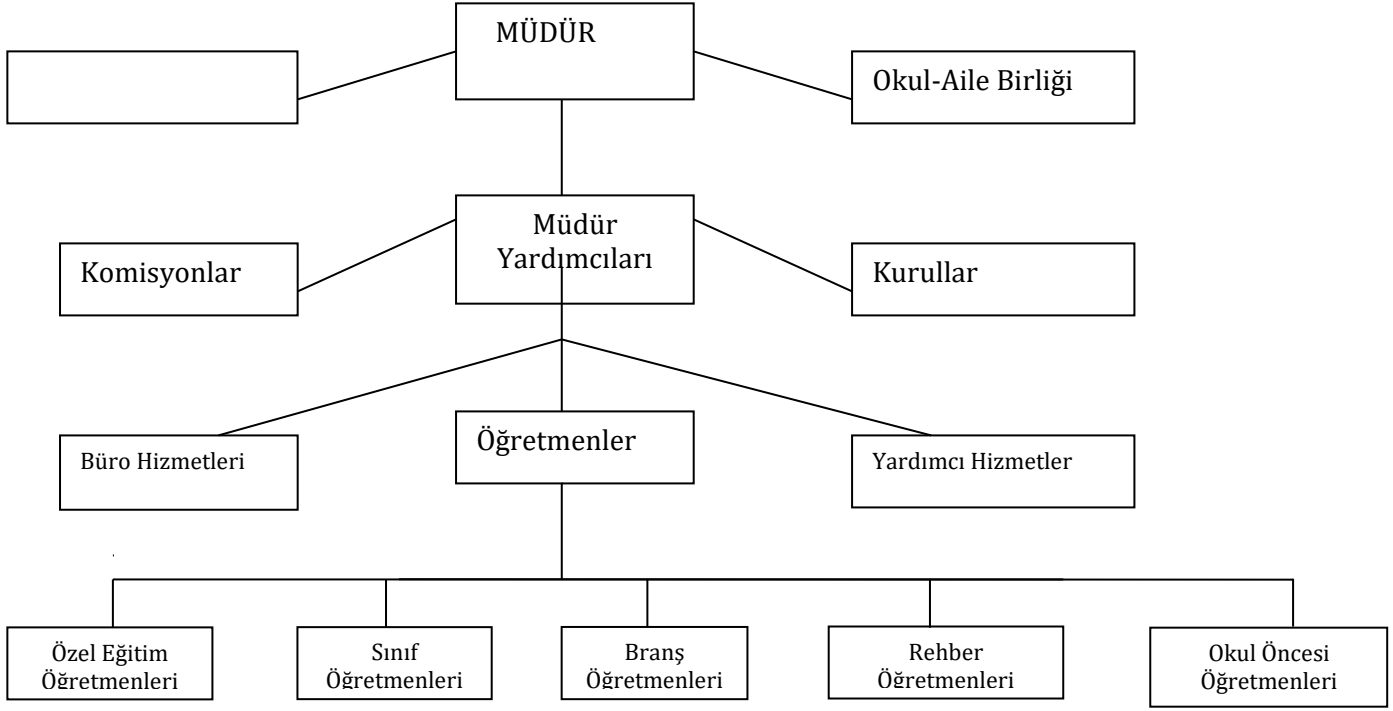 MÜDÜR
Okul-Aile Birliği
Müdür
Yardımcıları
Komisyonlar
Kurullar
Büro Hizmetleri
Öğretmenler
Yardımcı Hizmetler
Özel Eğitim
Öğretmenleri
Sınıf
Öğretmenleri
Branş
Öğretmenleri
Rehber
Öğretmenleri
Okul Öncesi
Öğretmenleri